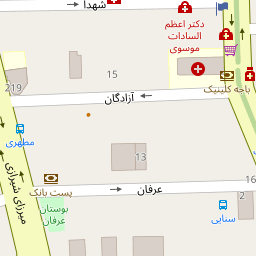 شهدا
دکتر اعظم
السادات
موسوی
15
219
باجه کلینیک
آزادگان
مطهری
میرزای شیرازی
13
16
پست بانک
عرفان
2
بوستان
عرفان
سنایی